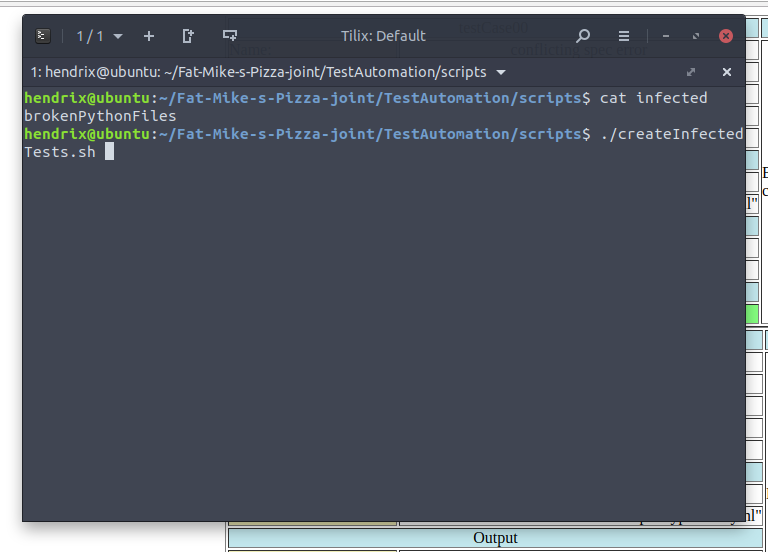 1 / 1
Tilix: Default
1: hendrix@ubuntu: ~/Fat-Mike-s-Pizza-joint/TestAutomation/scripts
hendrix@ubuntu:~/Fat-Mike-s-Pizza-joint/TestAutomation/scripts$ cat infected
brokenPythonFiles
hendrix@ubuntu:~/Fat-Mike-s-Pizza-joint/TestAutomation/scripts$ ./createInfected
Tests.sh
Output